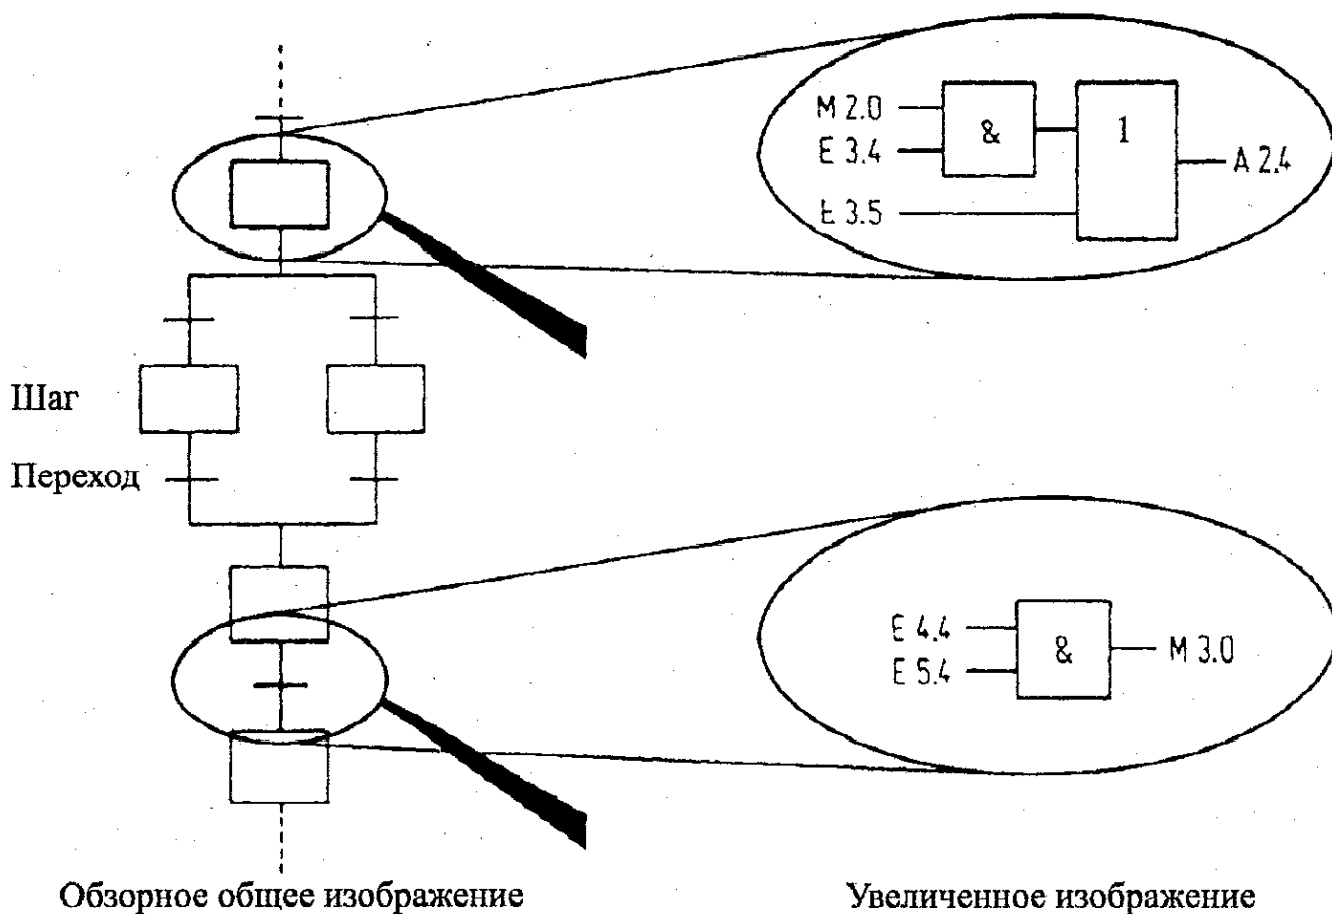 M 2.0
E 3.4
E 3.5
&
1
A 2.4
Шаг
Переход
E 4.4
E 5.4
&
M 3.0
Обзорное общее изображение
Увеличенное изображение